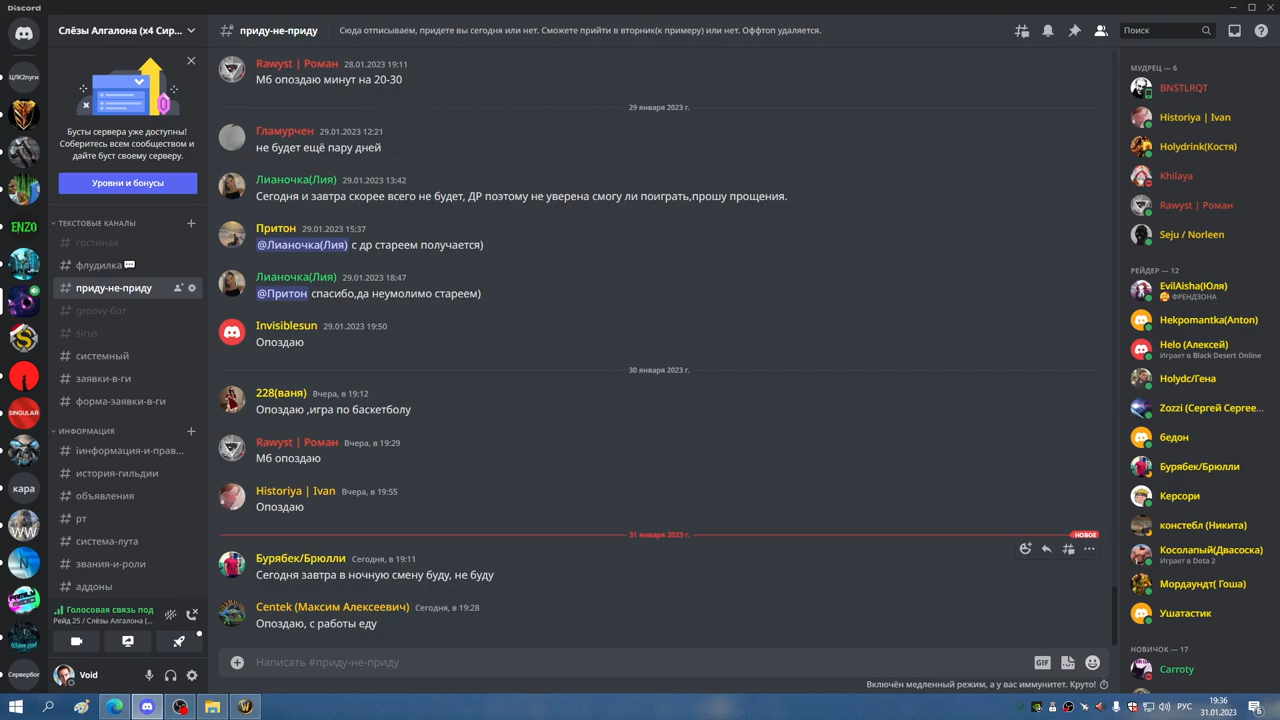 Discord
Слёзы Алгалона (x4 Сир...
приду-не-приду
Сюда отписываем, придете вы сегодня или нет. Сможете прийти в вторник(к примеру) или нет. Оффтоп удаляется.
Поиск
ЦЛК2пуги
ENZO
SINGULAR
кара
WW
Сервербог
Бусты сервера уже доступны!
Соберитесь всем сообществом и
дайте буст своему серверу.
Уровни и бонусы
ТЕКСТОВЫЕ КАНАЛЫ
гостиная
флудилка
приду-не-приду
groovy-бот
sirus
системный
заявки-в-ги
форма-заявки-в-ги
ИНФОРМАЦИЯ
информация-и-прав...
история-гильдии
объявления
рт
система-лута
звания-и-роли
аддоны
Голосовая связь под
Рейд 25 / Слёзы Алгалона (...
Void
Rawyst | Роман 28.01.2023 19:11
Мб опоздаю минут на 20-30
29 января 2023 г.
Гламурчен 29.01.2023 12:21
не будет ещё пару дней
Лианочка(Лия) 29.01.2023 13:42
Сегодня и завтра скорее всего не будет, ДР поэтому не уверена смогу ли поиграть,прошу прощения.
Притон 29.01.2023 15:37
@Лианочка(Лия) с др стареем получается)
Лианочка(Лия) 29.01.2023 18:47
@Притон спасибо,да неумолимо стареем)
Invisiblesun 29.01.2023 19:50
Опоздаю
30 января 2023 г.
228(ваня) Вчера, в 19:12
Опоздаю ,игра по баскетболу
Rawyst | Роман Вчера, в 19:29
Мб опоздаю
Historiya | Ivan Вчера, в 19:55
Опоздаю
31 января 2023 г.
НОВОЕ
Бурябек/Брюлли Сегодня, в 19:11
Сегодня завтра в ночную смену буду, не буду
Centek (Максим Алексеевич) Сегодня, в 19:28
Опоздаю, с работы еду
Написать #приду-не-приду
GIF
Включён медленный режим, а у вас иммунитет. Круто!
МУДРЕЦ — 6
BNSTLRQT
Historiya | Ivan
Holydrink(Костя)
Khilaya
Rawyst | Роман
Seju / Norleen
РЕЙДЕР — 12
EvilAisha(Юля)
ФРЕНДЗОНА
Hekpomantka(Anton)
Helo (Алексей)
Играет в Black Desert Online
Holydc/Гена
Zozzi (Сергей Сергее...
бедон
Бурябек/Брюлли
Керсори
констебл (Никита)
Косолапый(Двасоска)
Играет в Dota 2
Мордаундт( Гоша)
Ушатастик
НОВИЧОК — 17
Carroty
РУС
19:36
31.01.2023
6